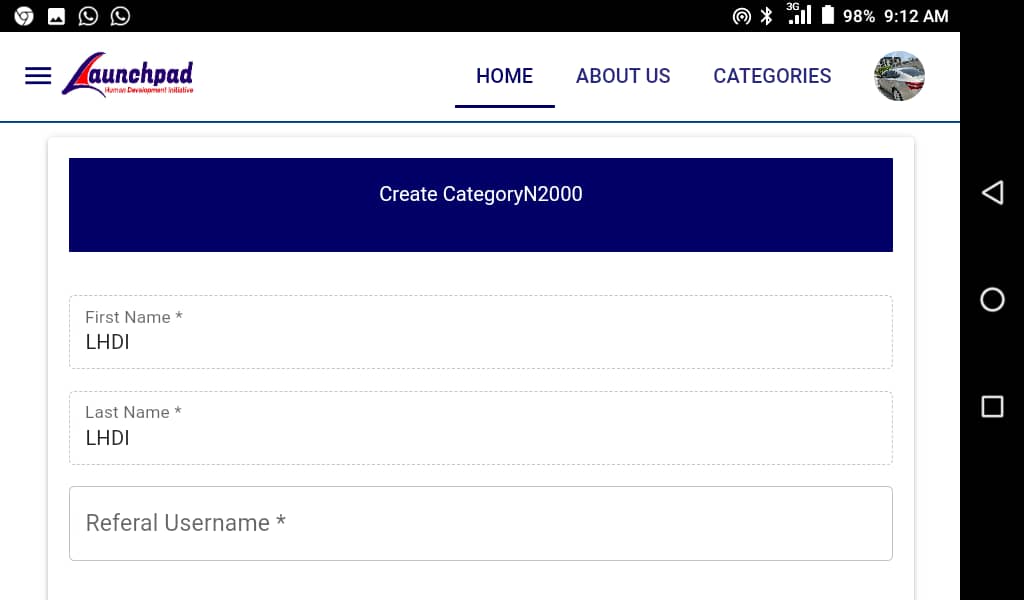 3G
98% 9:12 AM
Launchpad
Human Development Initiative
HOME ABOUT US CATEGORIES
Create CategoryN2000
First Name *
LHDI
Last Name *
LHDI
Referal Username *